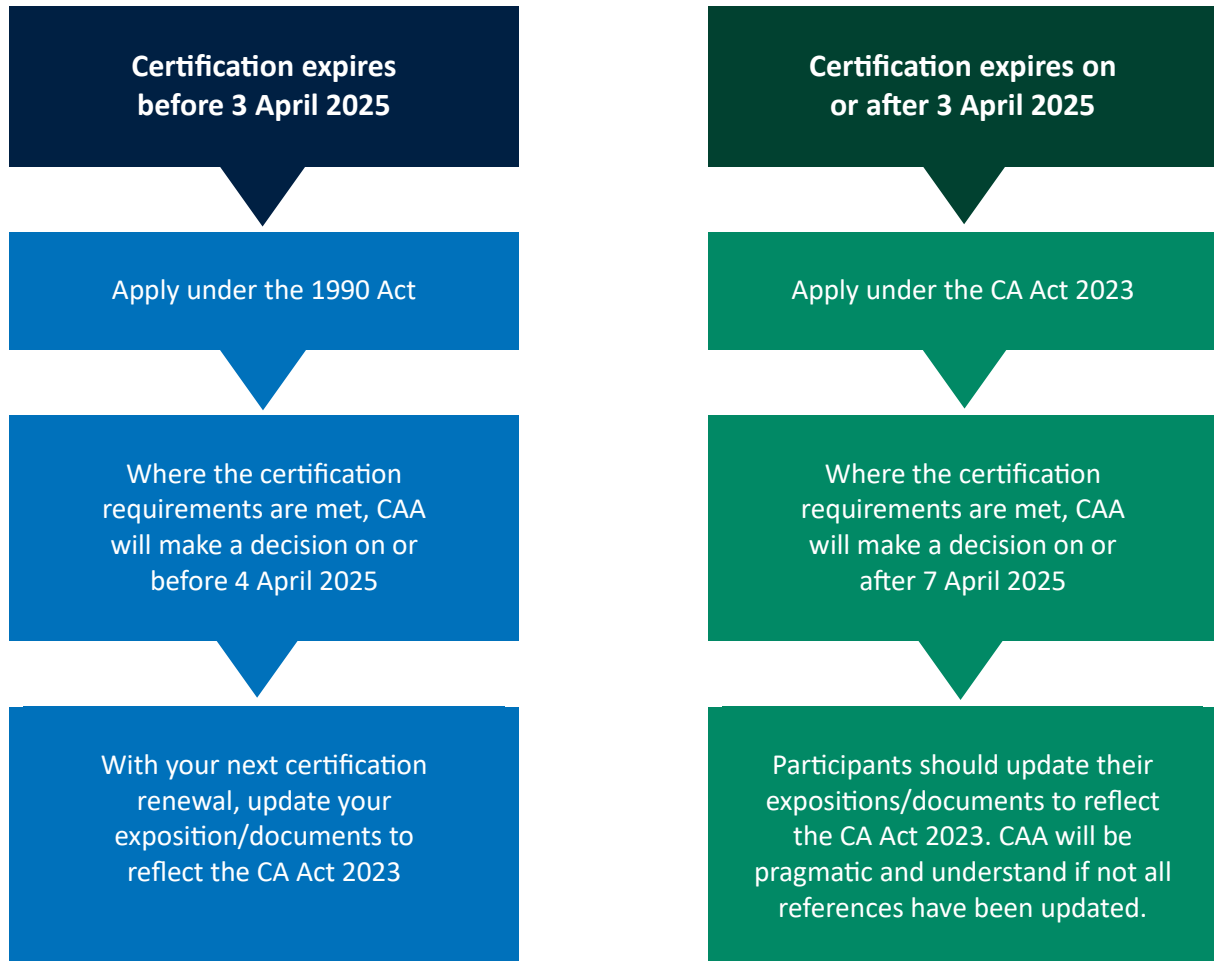 Certification expires
before 3 April 2025
Apply under the 1990 Act
Where the certification
requirements are met, CAA
will make a decision on or
before 4 April 2025
With your next certification
renewal, update your
exposition/documents to
reflect the CA Act 2023
Certification expires on
or after 3 April 2025
Apply under the CA Act 2023
Where the certification
requirements are met, CAA
will make a decision on or
after 7 April 2025
Participants should update their
expositions/documents to reflect
the CA Act 2023. CAA will be
pragmatic and understand if not all
references have been updated.